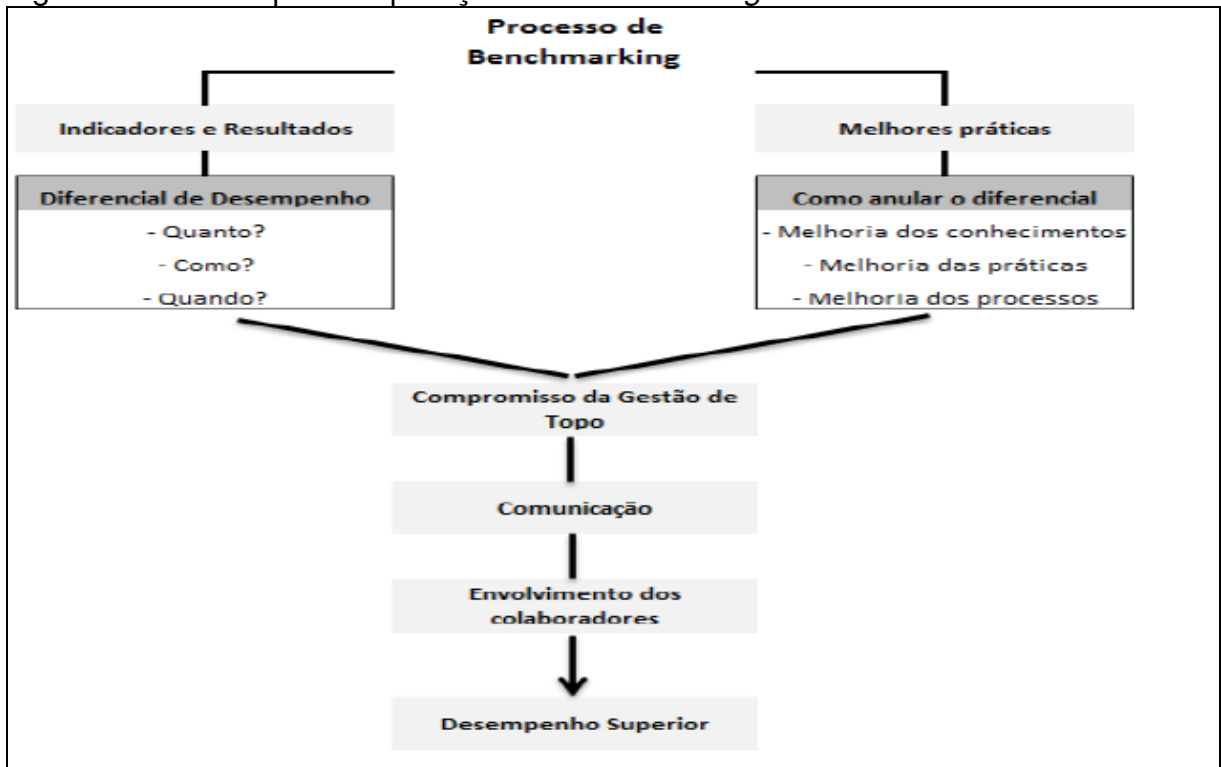 Processo de
Benchmarking
Indicadores e Resultados
Melhores práticas
Diferencial de Desempenho
- Quanto?
- Como?
- Quando?
Como anular o diferencial
- Melhoria dos conhecimentos
- Melhoria das práticas
- Melhoria dos processos
Compromisso da Gestão de
Topo
Comunicação
Envolvimento dos
colaboradores
Desempenho Superior